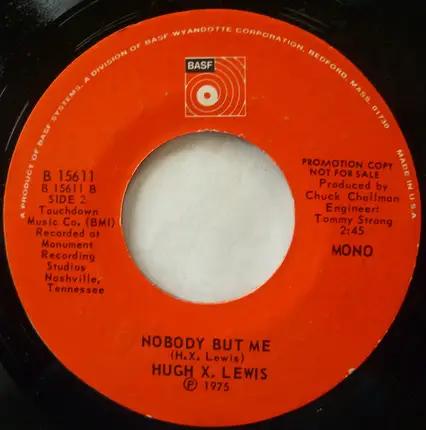 A PRODUCT OF BASF SYSTEMS, A DIVISION OF BASF WYANDOTTE CORPORATION, BEDFORD, MASS. 01730
MADE IN U.S.A.
BASF
B 15611
B 15611 B
SIDE 2
Touchdown
Music Co. (BMI)
Recorded at
Monument
Recording
Studios
Nashville,
Tennessee
PROMOTION COPY
NOT FOR SALE
Produced by
Chuck Chellman
Engineer:
Tommy Strong
2:45
MONO
NOBODY BUT ME
(H.X. Lewis)
HUGH X. LEWIS
℗ 1975